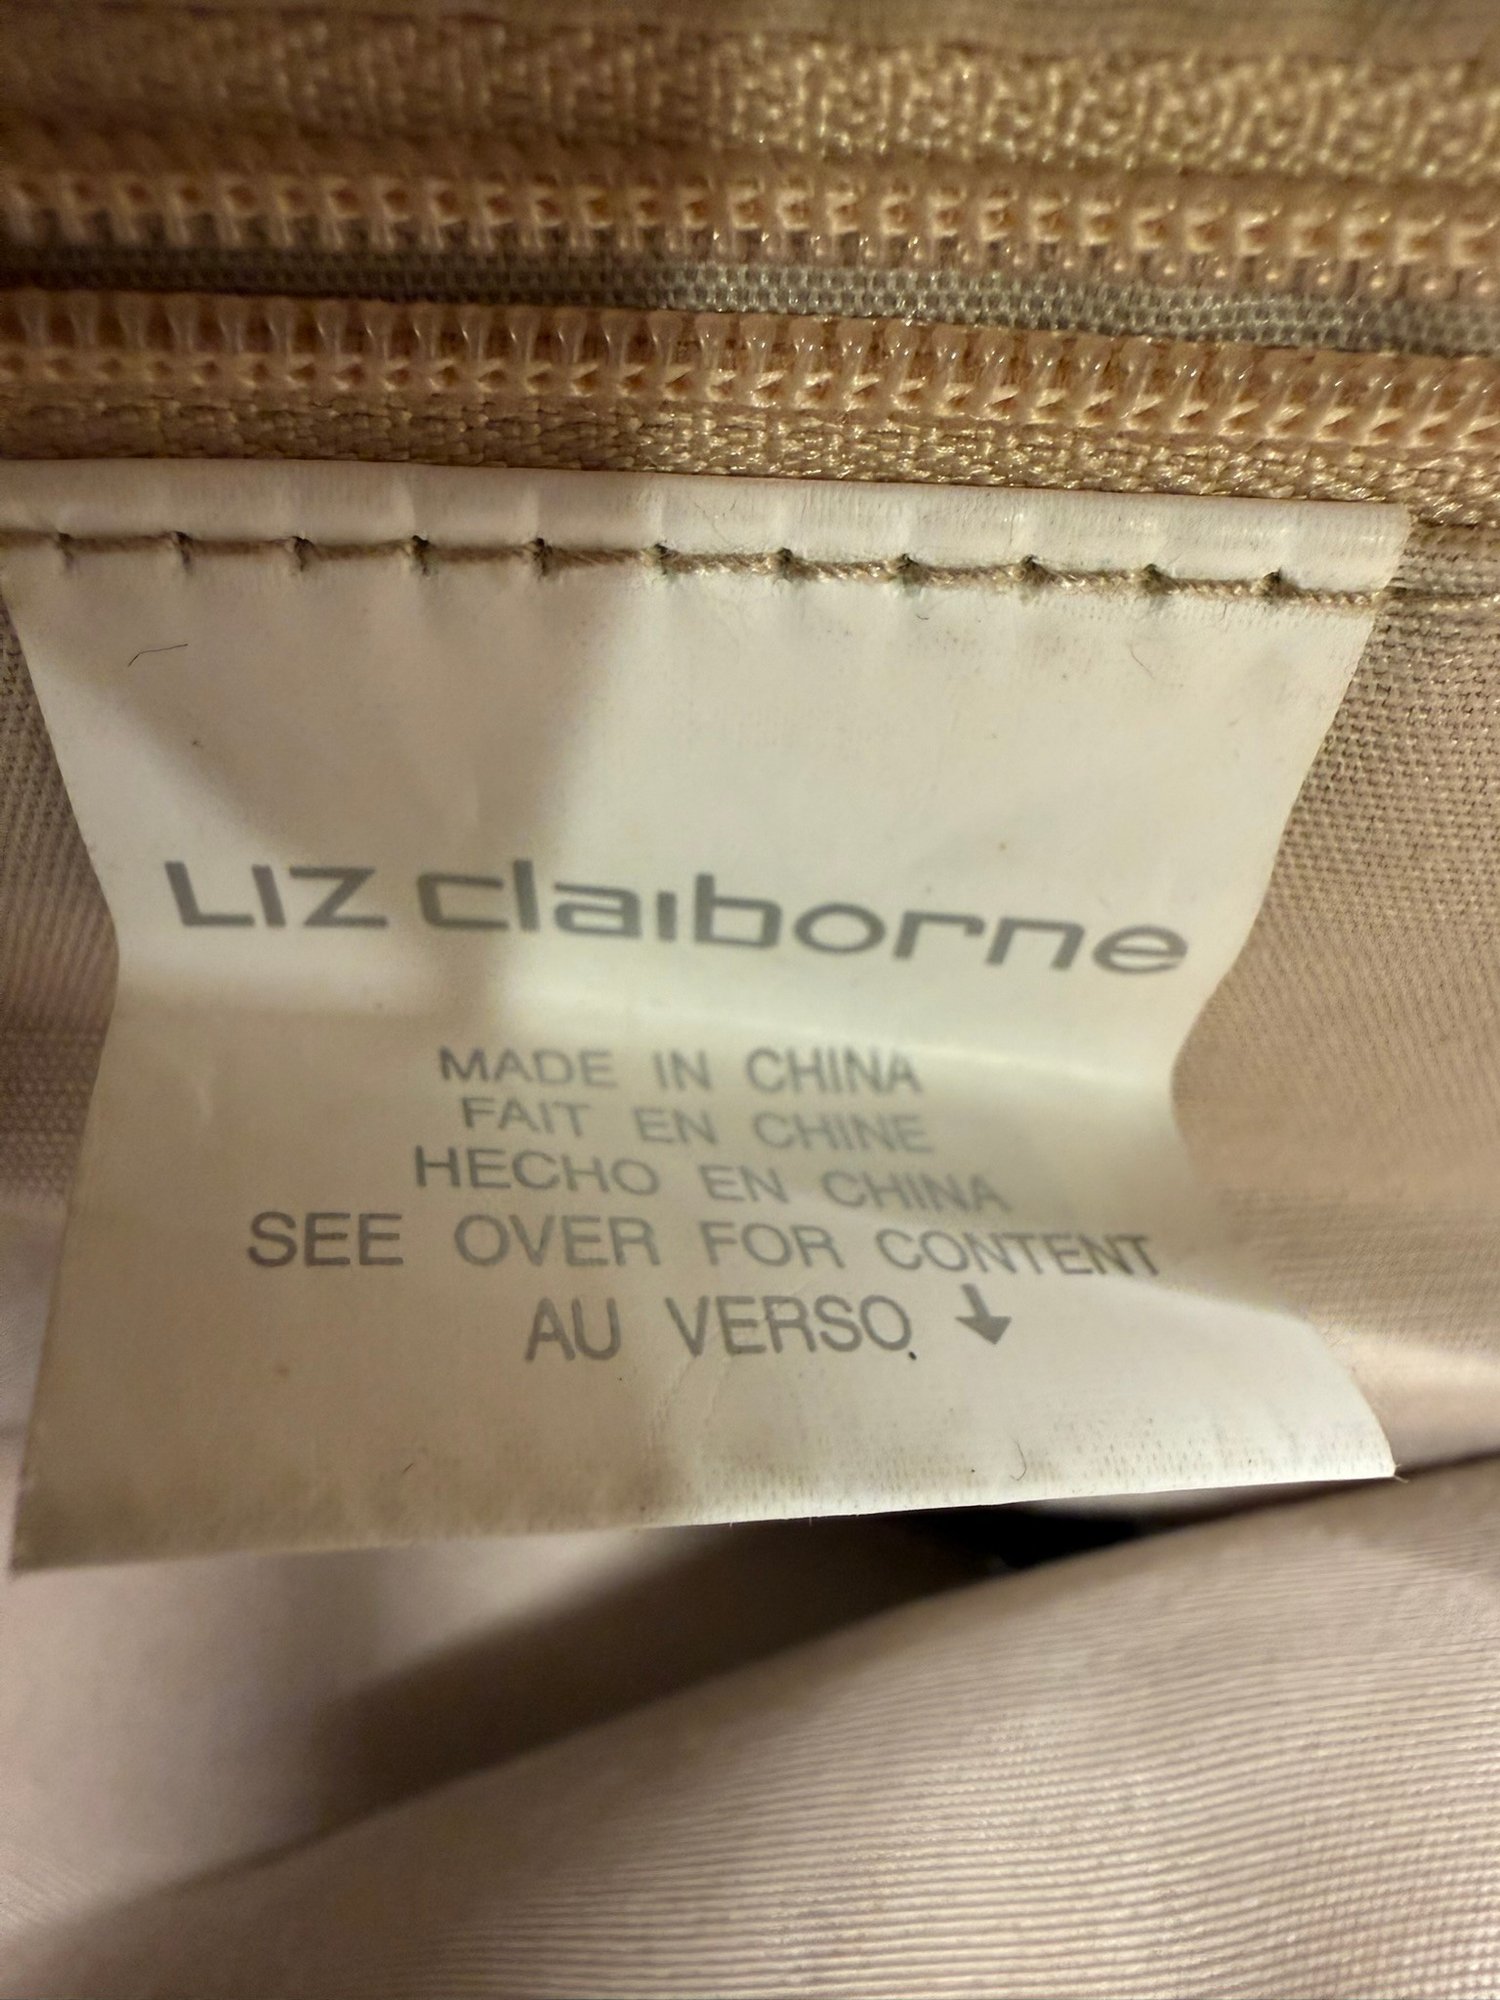 Liz claiborne
MADE IN CHINA
FAIT EN CHINE
HECHO EN CHINA
SEE OVER FOR CONTENT
AU VERSO ↓